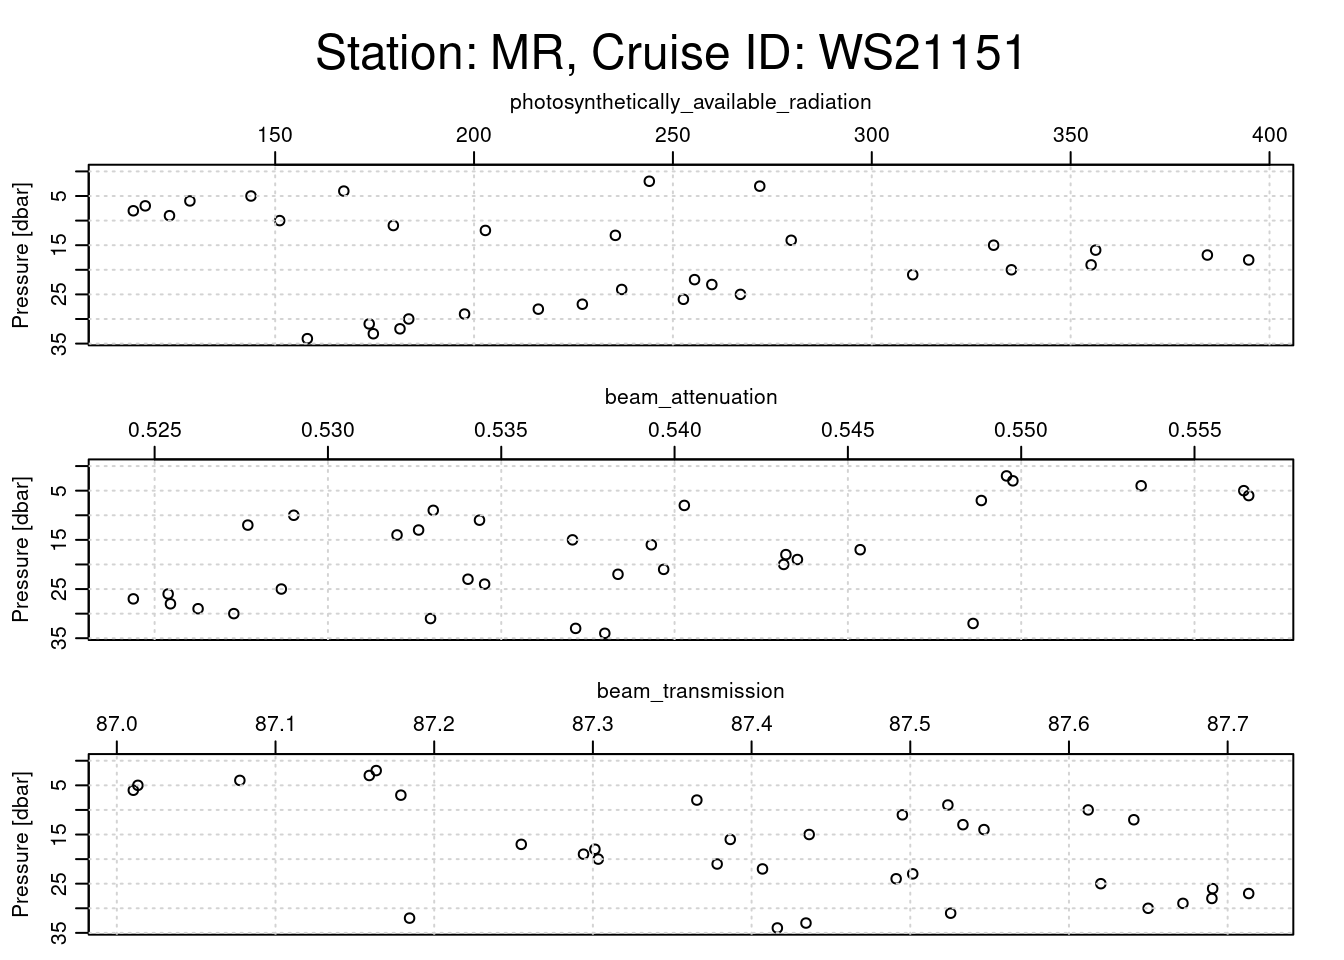 Station: MR, Cruise ID: WS21151
photosynthetically_available_radiation
150 200 250 300 350 400
Pressure [dbar]
5
15
25
35
beam_attenuation
0.525 0.530 0.535 0.540 0.545 0.550 0.555
Pressure [dbar]
5
15
25
35
beam_transmission
87.0 87.1 87.2 87.3 87.4 87.5 87.6 87.7
Pressure [dbar]
5
15
25
35